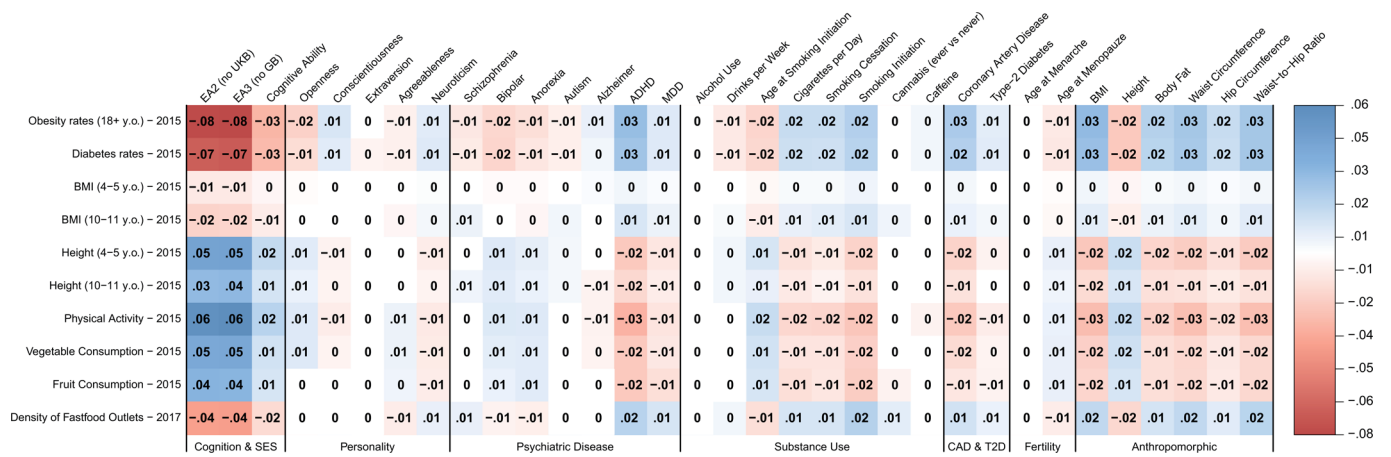 EA2 (no UKB)
EA3 (no GB)
Cognitive Ability
Openness
Conscientiousness
Extraversion
Agreeableness
Neuroticism
Schizophrenia
Bipolar
Anorexia
Autism
Alzheimer
ADHD
MDD
Alcohol Use
Drinks per Week
Age at Smoking Initiation
Cigarettes per Day
Smoking Cessation
Smoking Initiation
Cannabis (ever vs never)
Caffeine
Coronary Artery Disease
Type−2 Diabetes
Age at Menarche
Age at Menopauze
BMI
Height
Body Fat
Waist Circumference
Hip Circumference
Waist−to−Hip Ratio
Obesity rates (18+ y.o.) − 2015 −.08 −.08 −.03 −.02 .01 0 −.01 .01 −.01 −.02 −.01 −.01 .01 .03 .01 0 −.01 −.02 .02 .02 .02 0 0 .03 .01 0 −.01 .03 −.02 .02 .03 .02 .03
Diabetes rates − 2015 −.07 −.07 −.03 −.01 .01 0 −.01 .01 −.01 −.02 −.01 −.01 0 .03 .01 0 −.01 −.02 .02 .02 .02 0 0 .02 .01 0 −.01 .03 −.02 .02 .03 .02 .03
BMI (4−5 y.o.) − 2015 −.01 −.01 0 0 0 0 0 0 0 0 0 0 0 0 0 0 0 0 0 0 0 0 0 0 0 0 0 0 0 0 0 0 0
BMI (10−11 y.o.) − 2015 −.02 −.02 −.01 0 0 0 0 0 .01 0 0 0 0 .01 .01 0 0 −.01 .01 .01 .01 0 0 .01 0 0 0 .01 −.01 .01 .01 0 .01
Height (4−5 y.o.) − 2015 .05 .05 .02 .01 −.01 0 0 −.01 0 .01 .01 0 0 −.02 −.01 0 0 .01 −.01 −.01 −.02 0 0 −.02 0 0 .01 −.02 .02 −.02 −.02 −.01 −.02
Height (10−11 y.o.) − 2015 .03 .04 .01 .01 0 0 0 −.01 .01 .01 .01 0 −.01 −.02 −.01 0 0 .01 −.01 −.01 −.01 0 0 −.01 0 0 .01 −.02 .02 −.01 −.01 −.01 −.01
Physical Activity − 2015 .06 .06 .02 .01 −.01 0 .01 −.01 0 .01 .01 0 −.01 −.03 −.01 0 0 .02 −.02 −.02 −.02 0 0 −.02 −.01 0 .01 −.03 .02 −.02 −.03 −.02 −.03
Vegetable Consumption − 2015 .05 .05 .01 .01 0 0 .01 −.01 0 .01 .01 0 0 −.02 −.01 0 0 .01 −.01 −.01 −.02 0 0 −.02 0 0 .01 −.02 .02 −.01 −.02 −.01 −.02
Fruit Consumption − 2015 .04 .04 .01 0 0 0 0 −.01 0 .01 .01 0 0 −.02 −.01 0 0 .01 −.01 −.01 −.02 0 0 −.01 −.01 0 .01 −.02 .01 −.01 −.02 −.01 −.02
Density of Fastfood Outlets − 2017 −.04 −.04 −.02 0 0 0 −.01 .01 .01 −.01 −.01 0 0 .02 .01 0 0 −.01 .01 .01 .02 .01 0 .01 .01 0 −.01 .02 −.02 .01 .02 .01 .02
Cognition & SES
Personality
Psychiatric Disease
Substance Use
CAD & T2D
Fertility
Anthropomorphic
.06
.05
.04
.02
.01
−.01
−.02
−.04
−.05
−.06
−.08